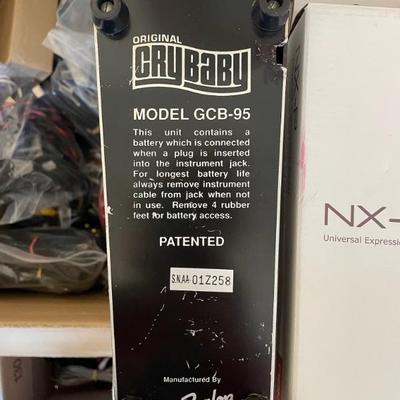 ORIGINAL
CRYBABY
MODEL GCB-95
This unit contains a
battery which is connected
when a plug is inserted
into the instrument jack.
For longest battery life
always remove instrument
cable from jack when not
in use. Remove 4 rubber
feet for battery access.
PATENTED
S.N.AA-01Z258
Manufactured By
Dunlop
NX-
Universal Expressio